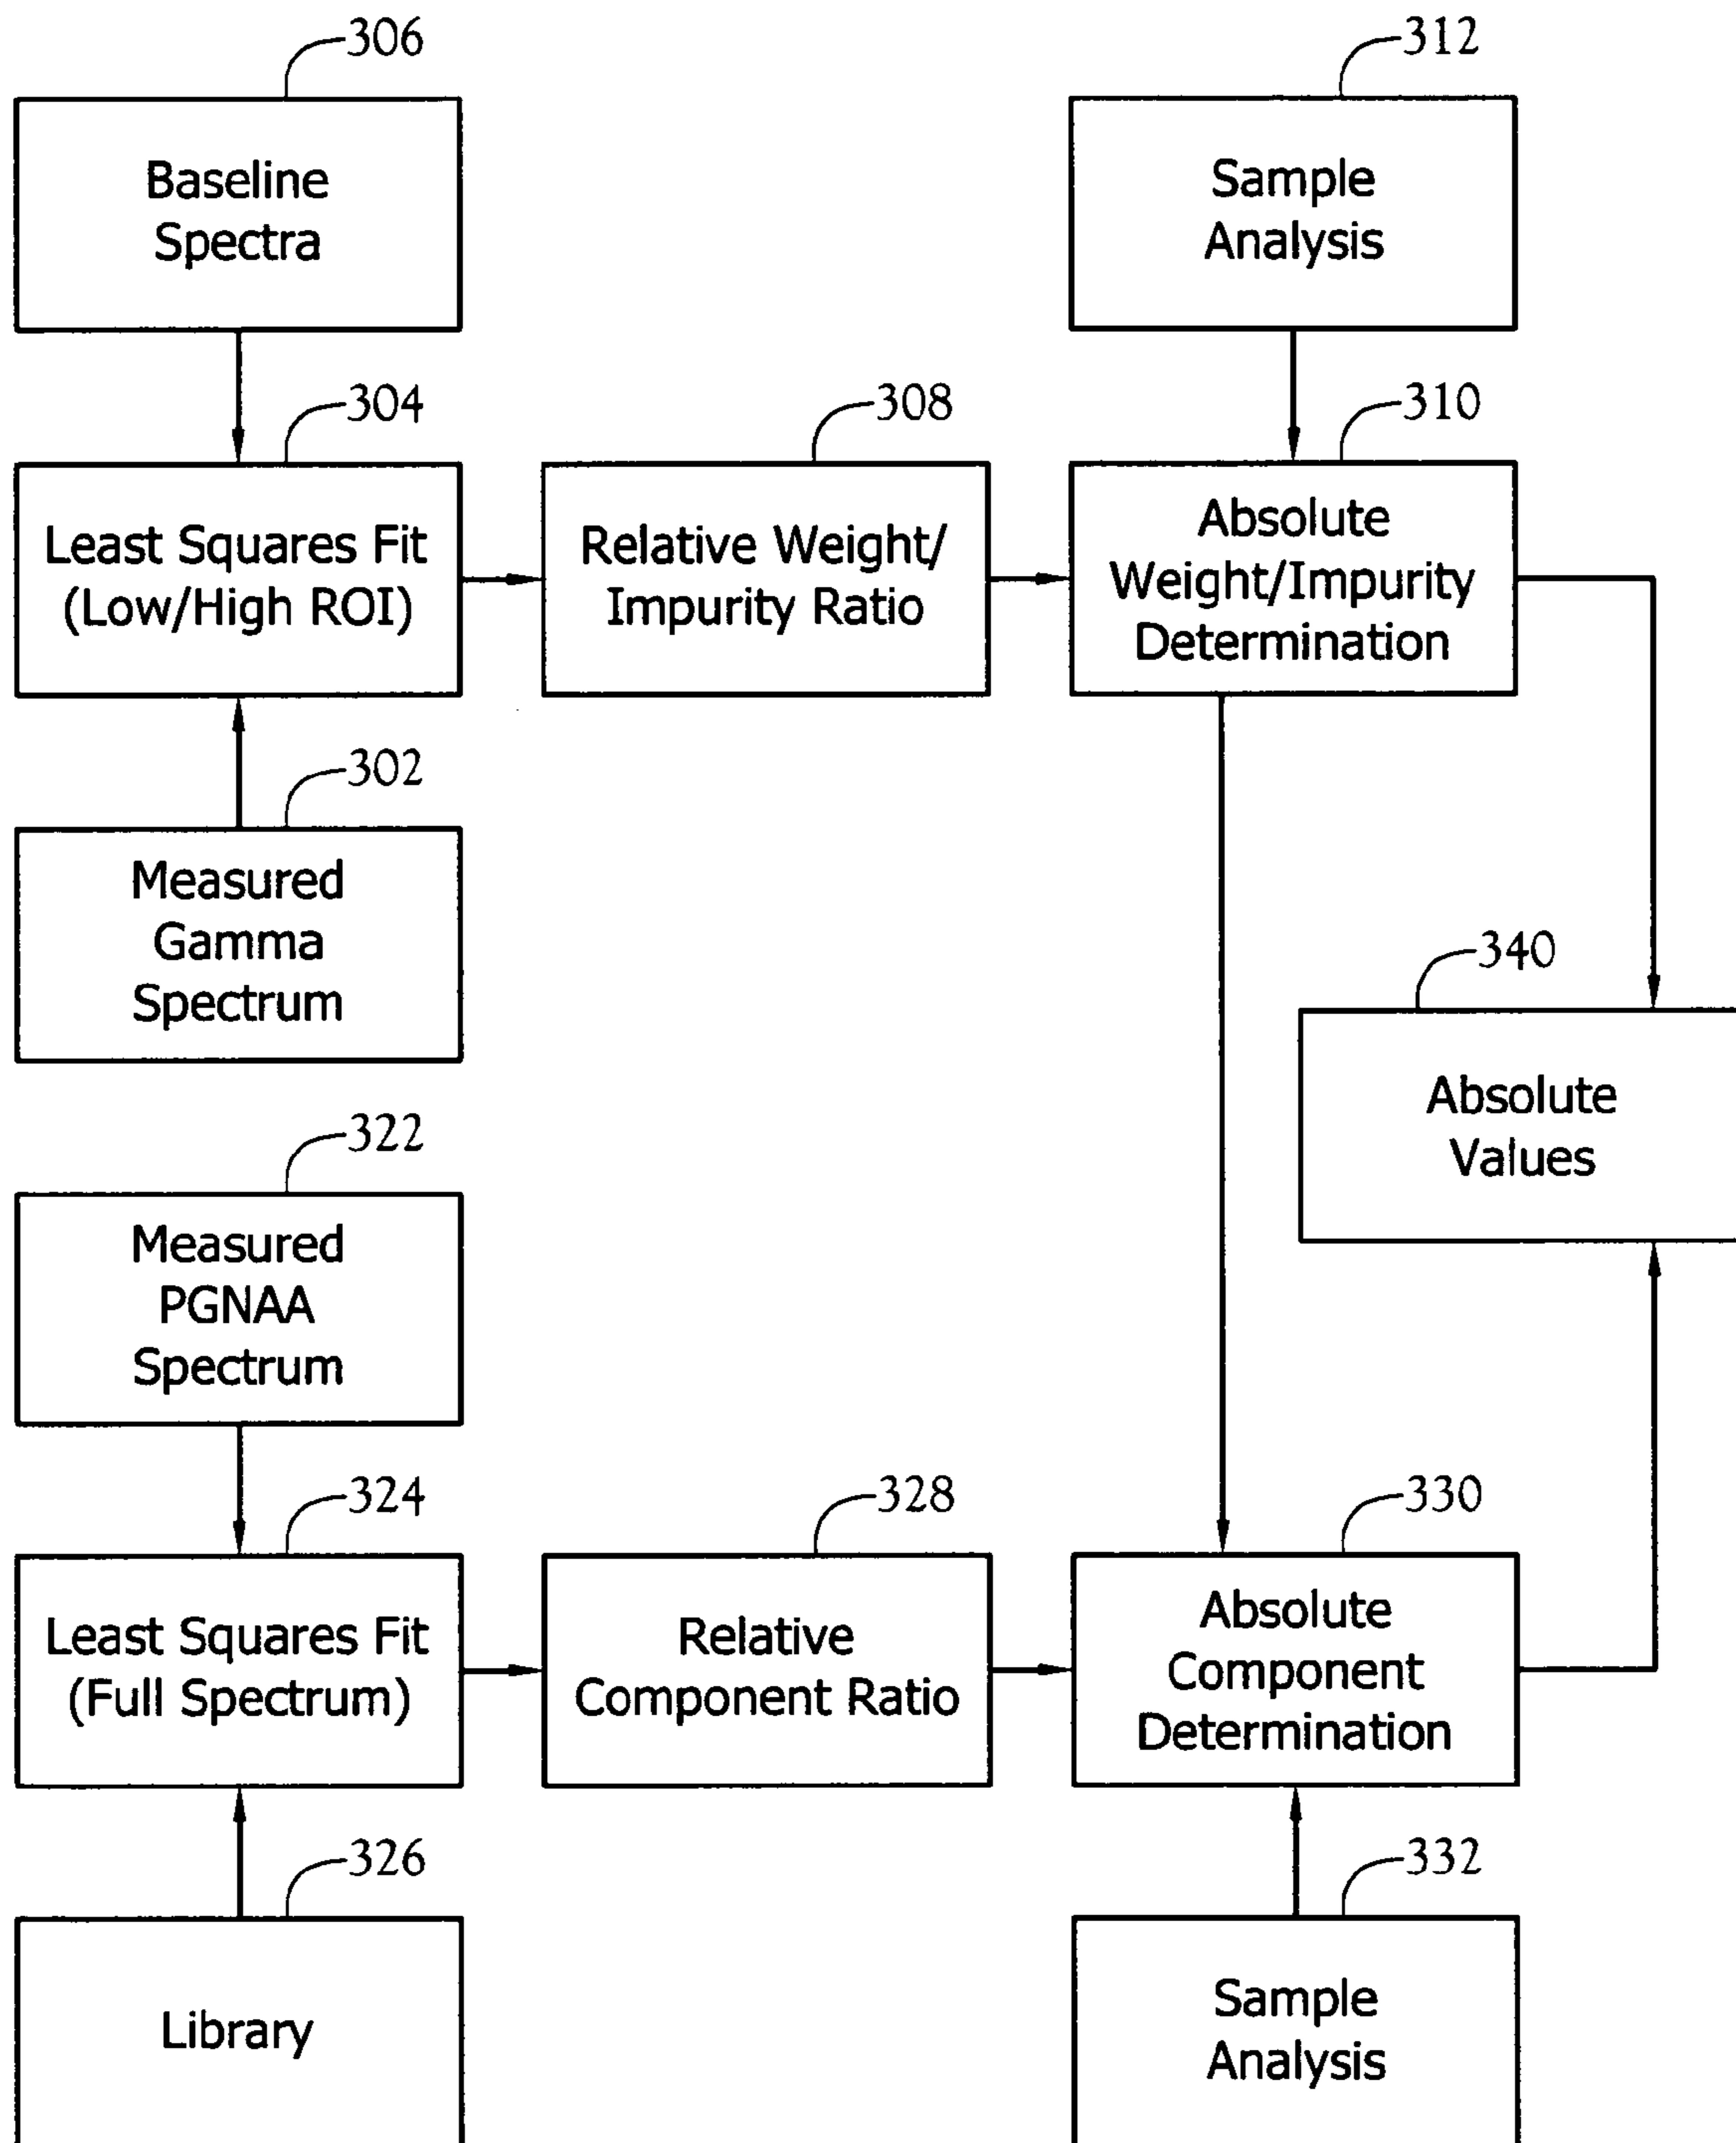 306
Baseline
Spectra
312
Sample
Analysis
304
Least Squares Fit
(Low/High ROI)
308
Relative Weight/
Impurity Ratio
310
Absolute
Weight/Impurity
Determination
302
Measured
Gamma
Spectrum
340
Absolute
Values
322
Measured
PGNAA
Spectrum
324
Least Squares Fit
(Full Spectrum)
328
Relative
Component Ratio
330
Absolute
Component
Determination
326
Library
332
Sample
Analysis